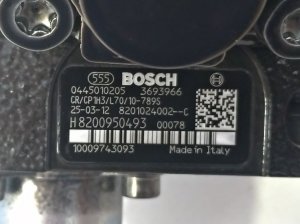 555 BOSCH
0445010205 3693966
CR/CP1H3/L70/10-789S
25-03-12 8201024002--C
H8200950493 00078
10009743093 Made in Italy